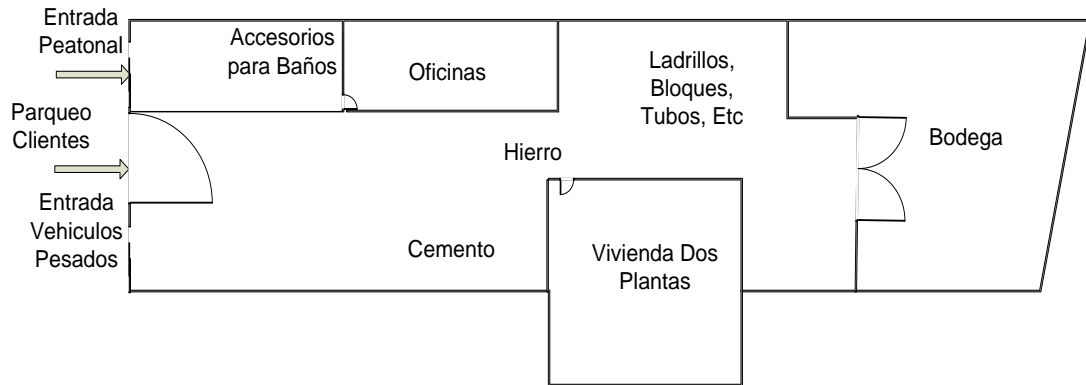 Entrada
Peatonal
Parqueo
Clientes
Entrada
Vehiculos
Pesados
Accesorios
para Baños
Oficinas
Ladrillos,
Bloques,
Tubos, Etc
Hierro
Bodega
Cemento
Vivienda Dos
Plantas